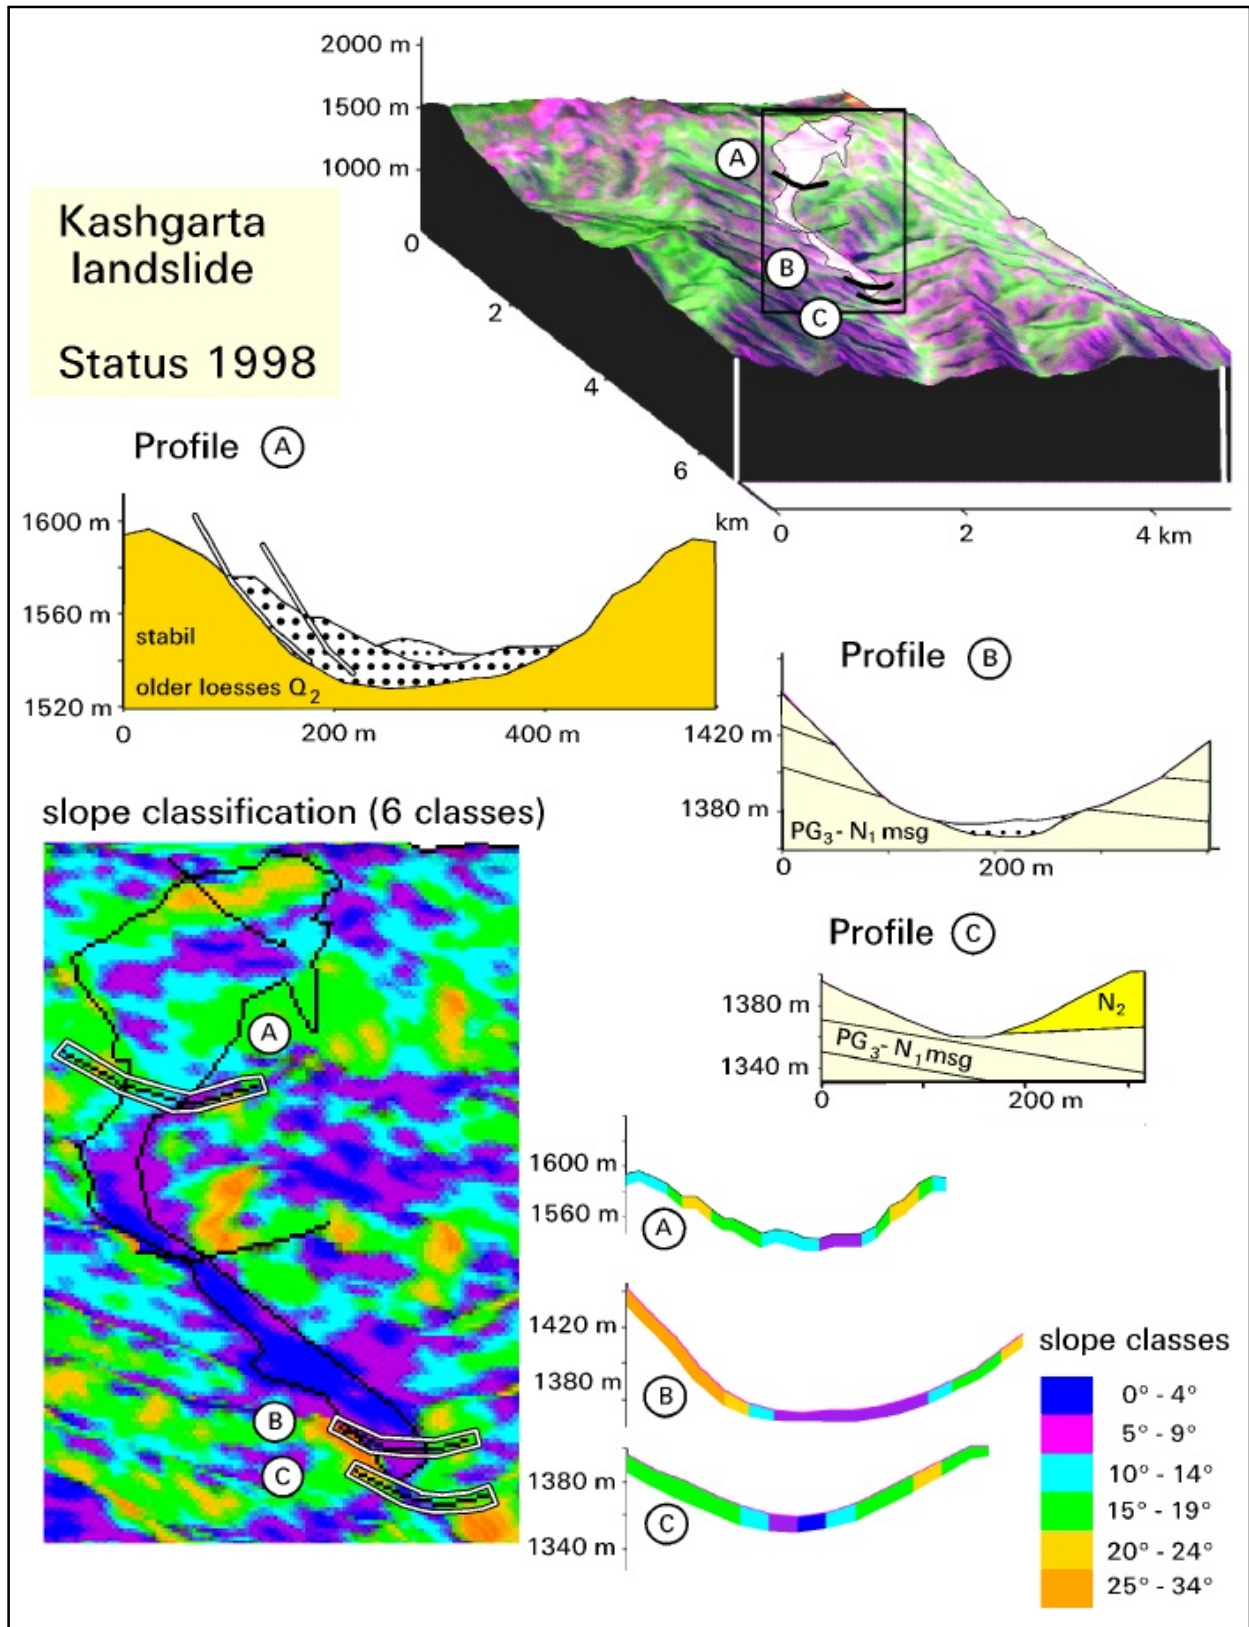 2000 m
1500 m
1000 m
A
B
C
0
2
4
6
km
0
2
4 km
Kashgarta
landslide
Status 1998
Profile A
1600 m
1560 m
1520 m
stabil
older loesses Q2
0
200 m
400 m
Profile B
1420 m
1380 m
PG3 - N1 msg
0
200 m
Profile C
1380 m
1340 m
N2
PG3 - N1 msg
0
200 m
slope classification (6 classes)
A
B
C
1600 m
1560 m
A
1420 m
1380 m
B
1380 m
1340 m
C
slope classes
0° - 4°
5° - 9°
10° - 14°
15° - 19°
20° - 24°
25° - 34°